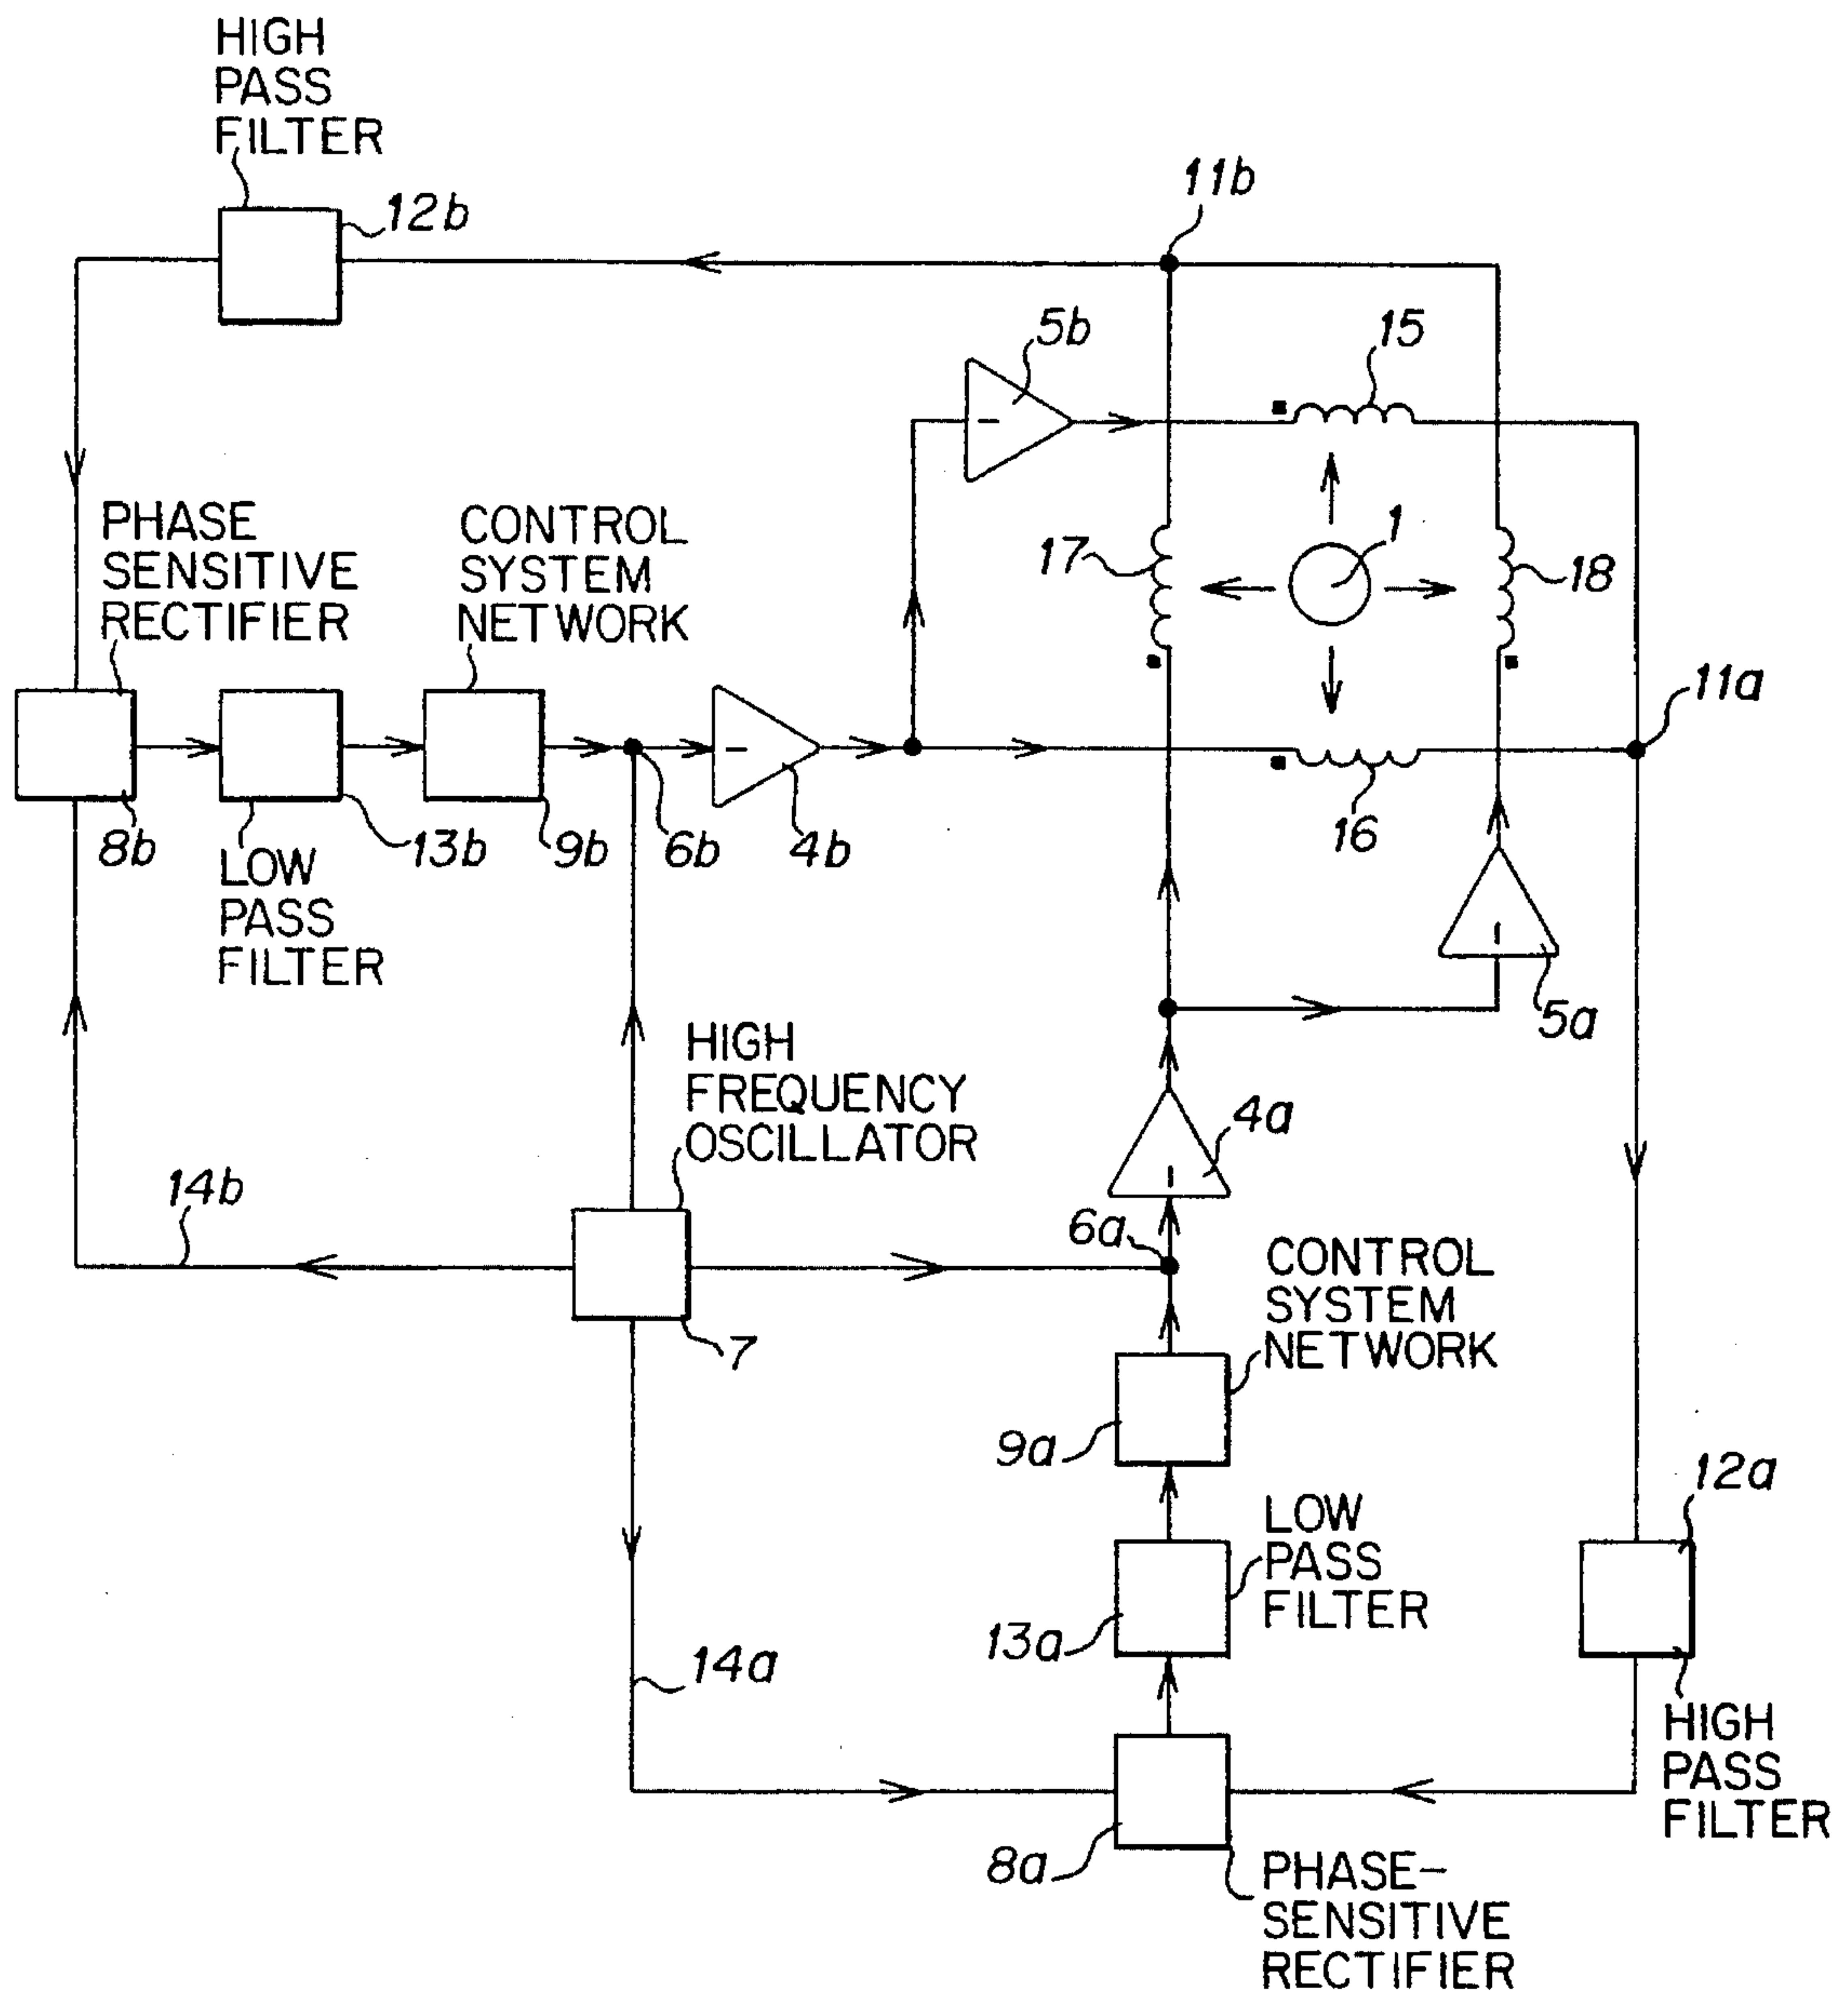 HIGH
PASS
FILTER
12b
11b
5b
15
PHASE
SENSITIVE
RECTIFIER
CONTROL
SYSTEM
NETWORK
17
1
18
11a
8b
13b
9b
6b
4b
16
LOW
PASS
FILTER
5a
HIGH
FREQUENCY
OSCILLATOR
4a
14b
6a
7
CONTROL
SYSTEM
NETWORK
9a
12a
LOW
PASS
FILTER
13a
14a
HIGH
PASS
FILTER
8a
PHASE-
SENSITIVE
RECTIFIER